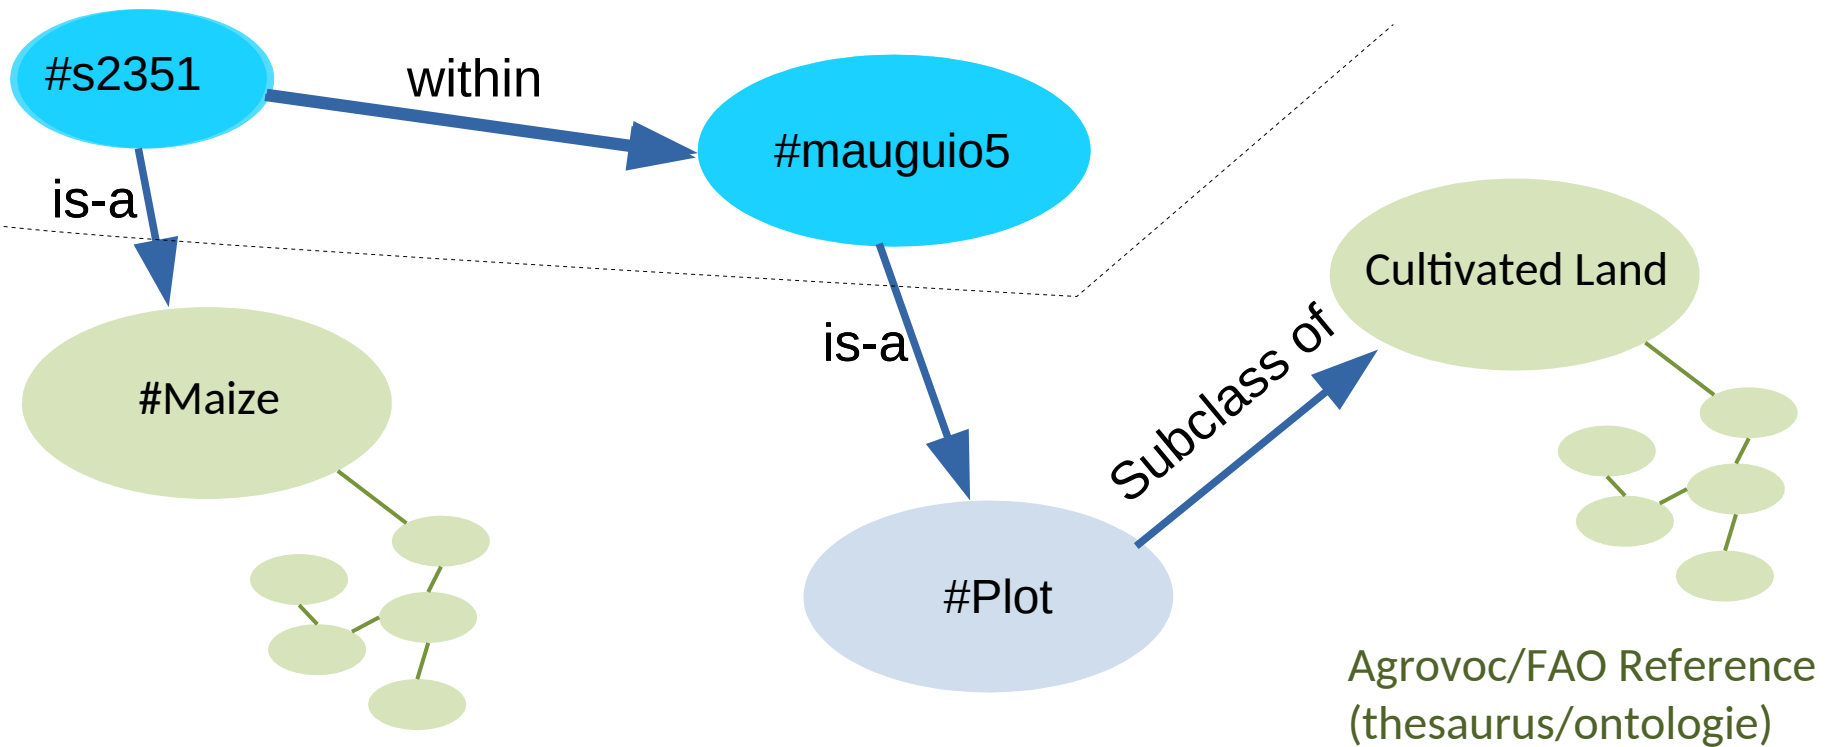 #s2351
within
#mauguio5
is-a
Cultivated Land
is-a
Subclass of
#Maize
#Plot
Agrovoc/FAO Reference
(thesaurus/ontologie)